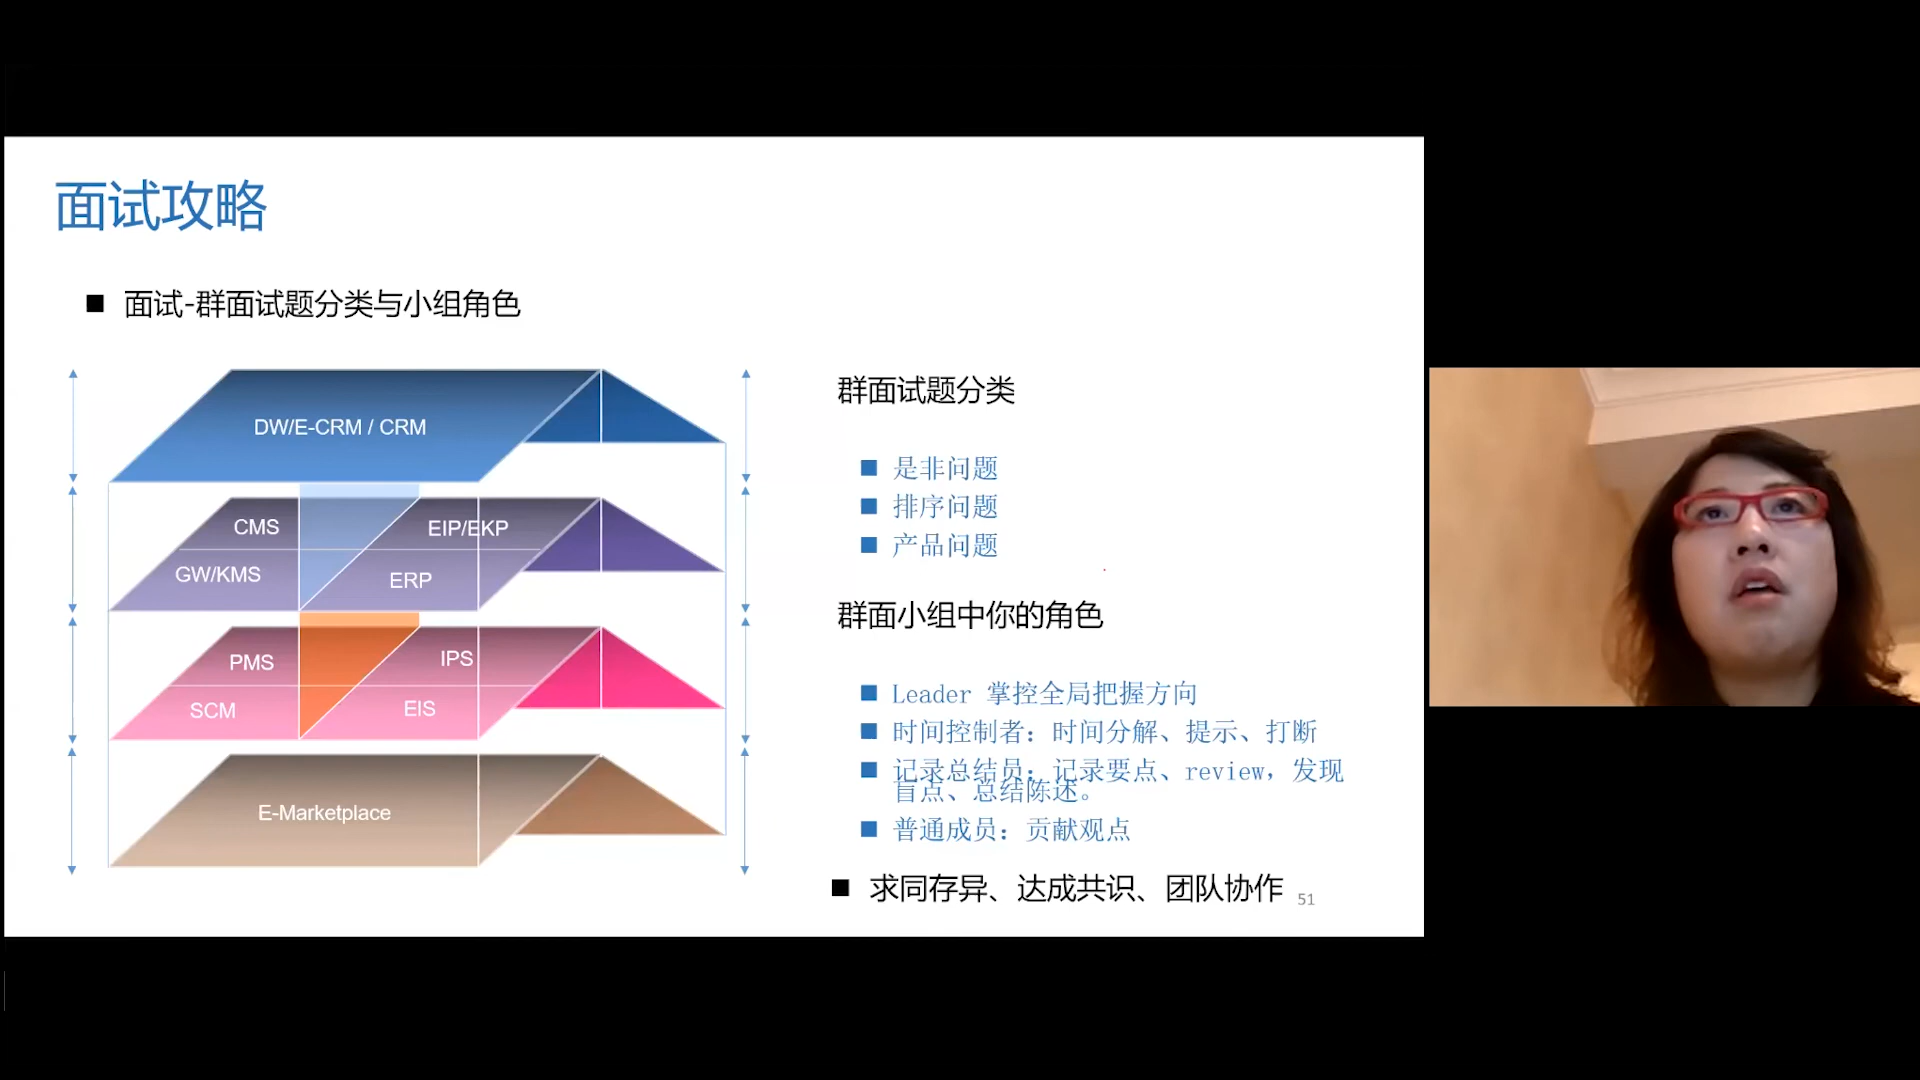 面试攻略
面试-群面试题分类与小组角色
DW/E-CRM / CRM
CMS
EIP/EKP
GW/KMS
ERP
PMS
IPS
SCM
EIS
E-Marketplace
群面试题分类
是非问题
排序问题
产品问题
群面小组中你的角色
Leader 掌控全局把握方向
时间控制者：时间分解、提示、打断
记录总结员：记录要点、review，发现
盲点、总结陈述。
普通成员：贡献观点
求同存异、达成共识、团队协作
51